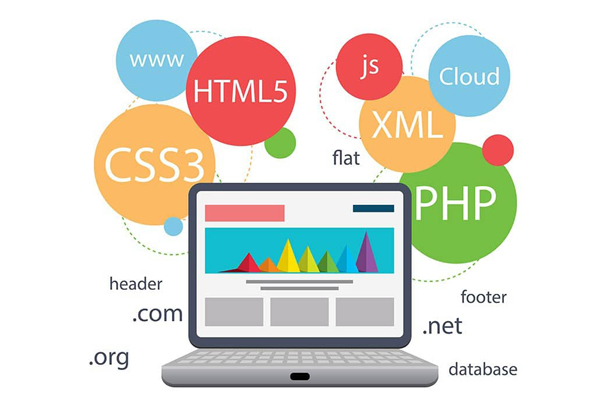 www
HTML5
CSS3
js
Cloud
XML
flat
PHP
header
.com
.org
footer
.net
database